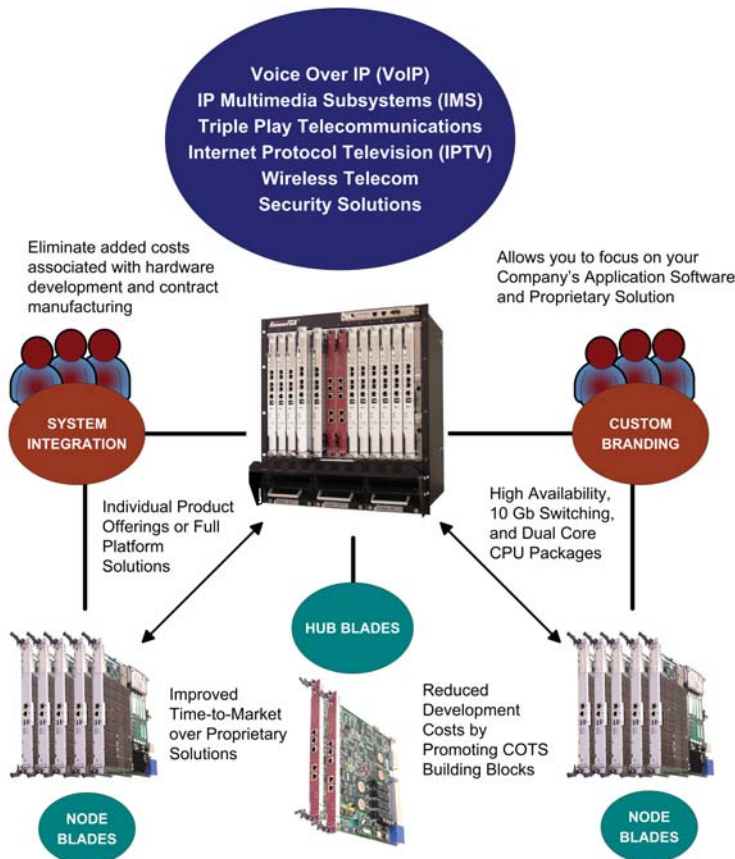 Voice Over IP (VoIP)
IP Multimedia Subsystems (IMS)
Triple Play Telecommunications
Internet Protocol Television (IPTV)
Wireless Telecom
Security Solutions
Eliminate added costs
associated with hardware
development and contract
manufacturing
Allows you to focus on your
Company's Application Software
and Proprietary Solution
SYSTEM
INTEGRATION
CUSTOM
BRANDING
Individual Product
Offerings or Full
Platform
Solutions
High Availability,
10 Gb Switching,
and Dual Core
CPU Packages
HUB BLADES
Improved
Time-to-Market
over Proprietary
Solutions
Reduced
Development
Costs by
Promoting COTS
Building Blocks
NODE
BLADES
NODE
BLADES